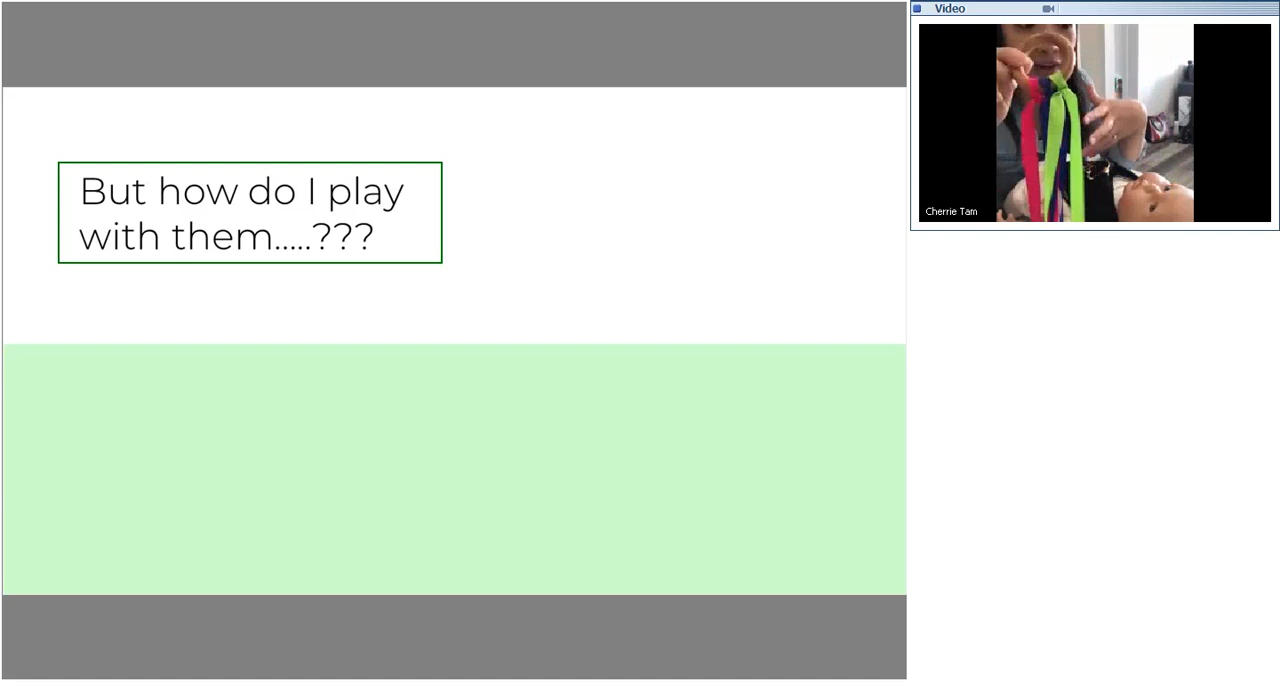 But how do I play
with them.....???
Video
Cherrie Tam